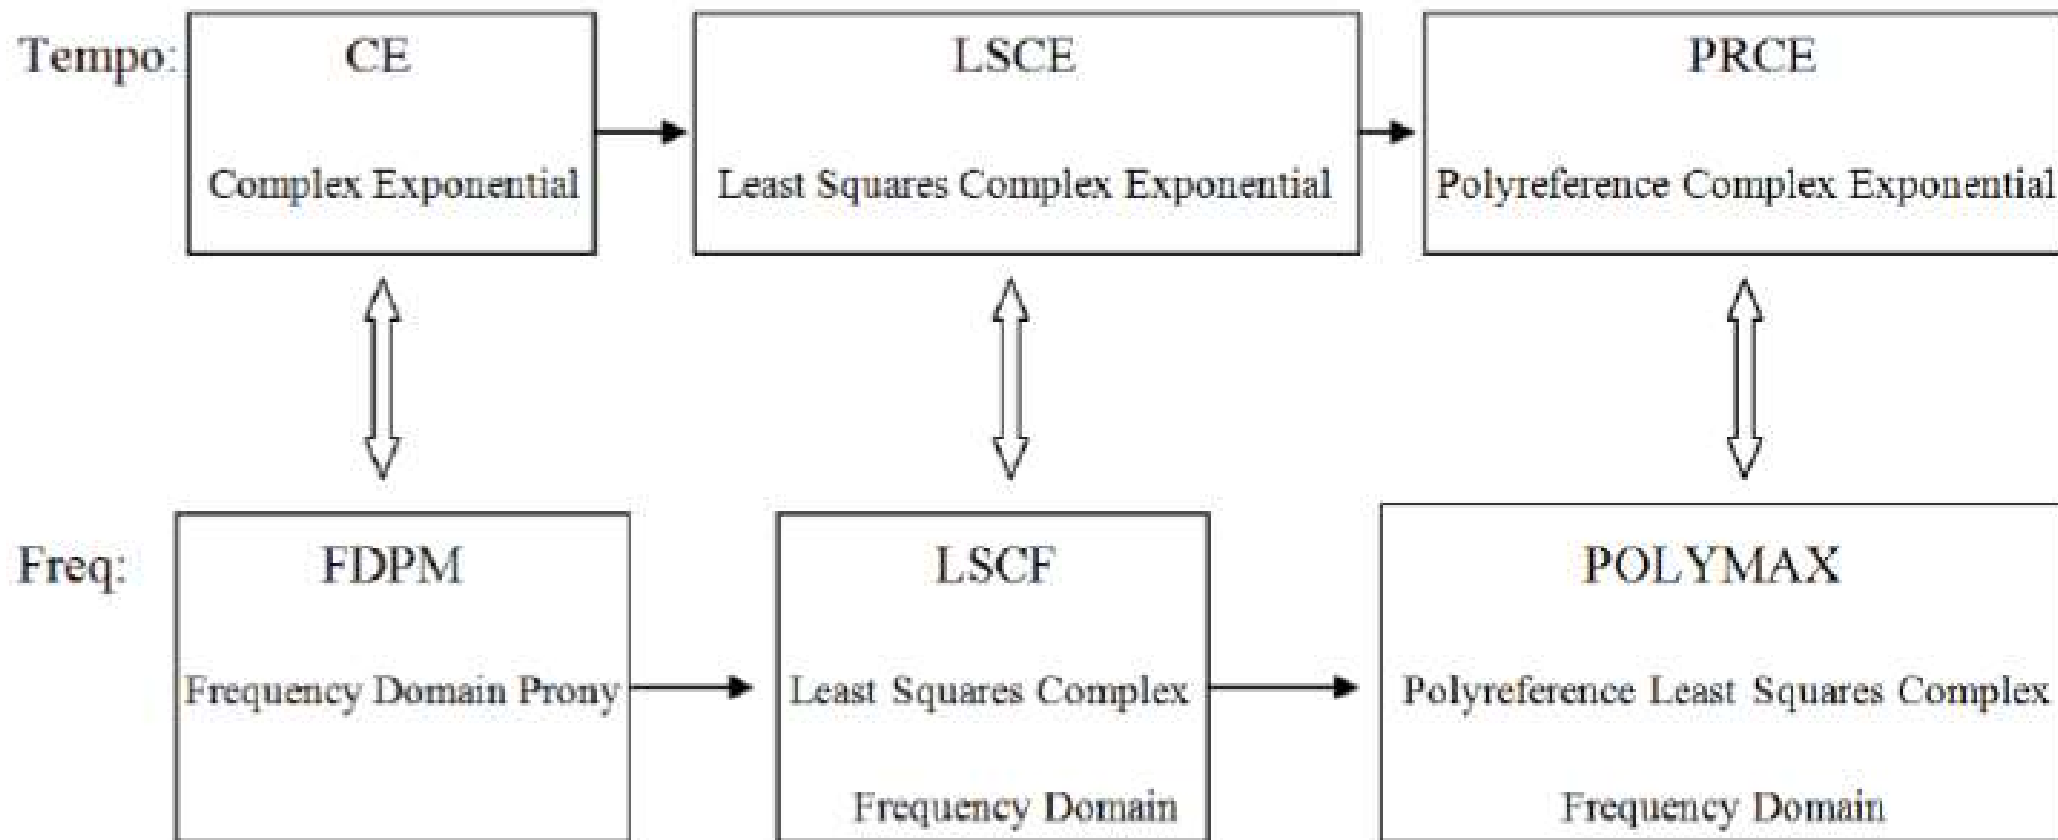 Tempo:
CE
Complex Exponential
LSCE
Least Squares Complex Exponential
PRCE
Polyreference Complex Exponential
Freq:
FDPM
Frequency Domain Prony
LSCF
Least Squares Complex
Frequency Domain
POLYMAX
Polyreference Least Squares Complex
Frequency Domain